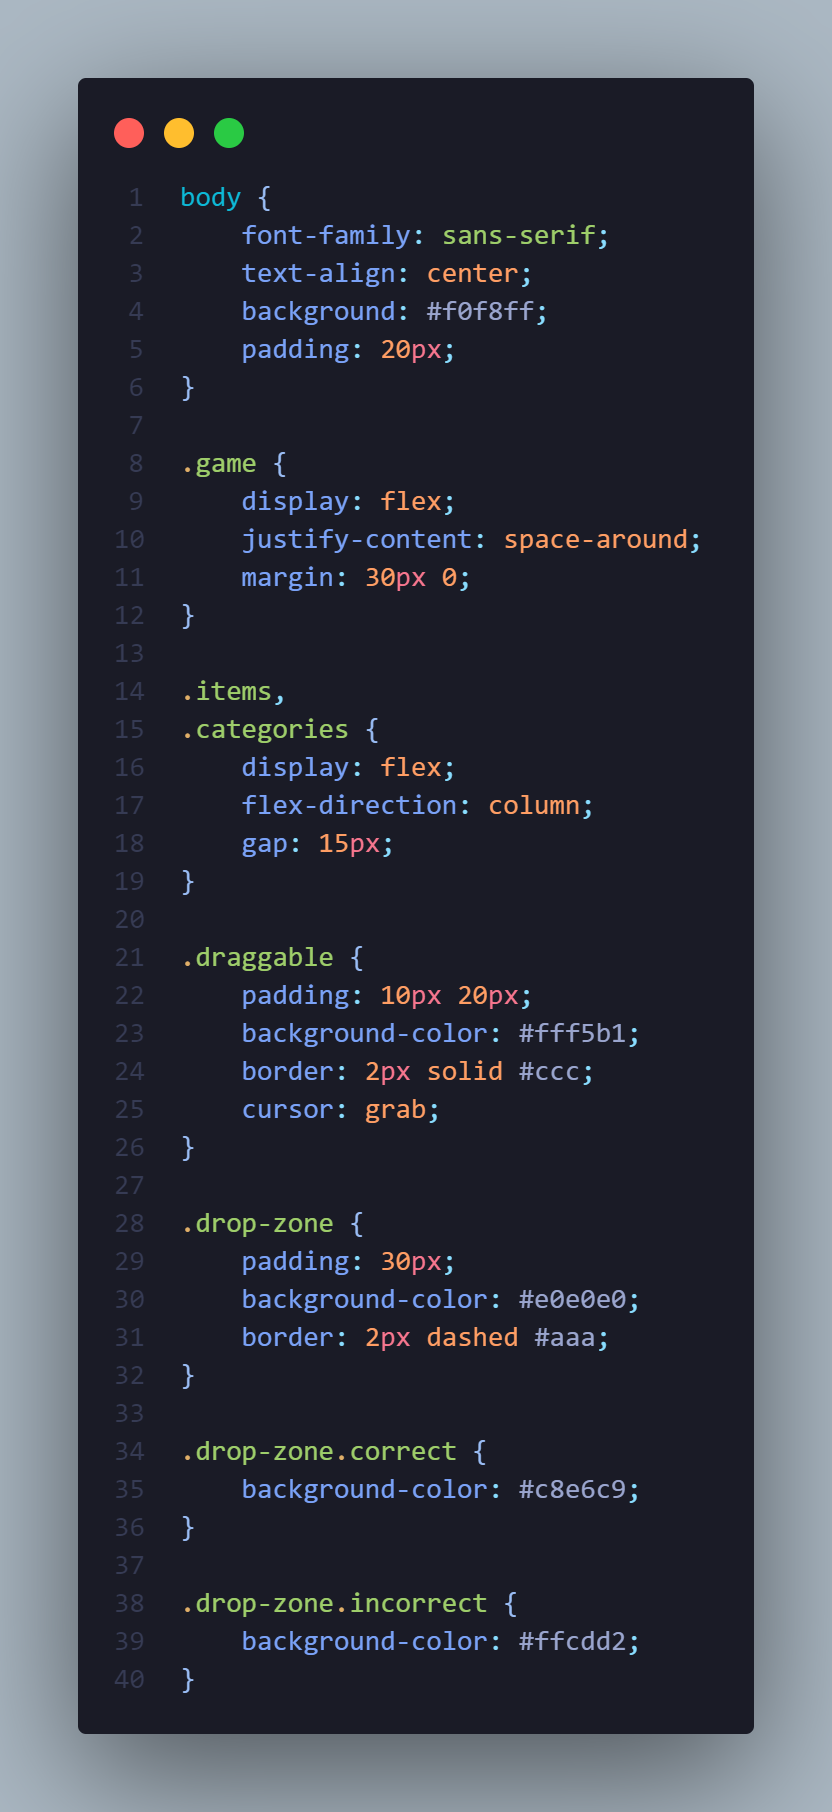 1 body {
2     font-family: sans-serif;
3     text-align: center;
4     background: #f0f8ff;
5     padding: 20px;
6 }
7
8 .game {
9     display: flex;
10     justify-content: space-around;
11     margin: 30px 0;
12 }
13
14 .items,
15 .categories {
16     display: flex;
17     flex-direction: column;
18     gap: 15px;
19 }
20
21 .draggable {
22     padding: 10px 20px;
23     background-color: #fff5b1;
24     border: 2px solid #ccc;
25     cursor: grab;
26 }
27
28 .drop-zone {
29     padding: 30px;
30     background-color: #e0e0e0;
31     border: 2px dashed #aaa;
32 }
33
34 .drop-zone.correct {
35     background-color: #c8e6c9;
36 }
37
38 .drop-zone.incorrect {
39     background-color: #ffcdd2;
40 }